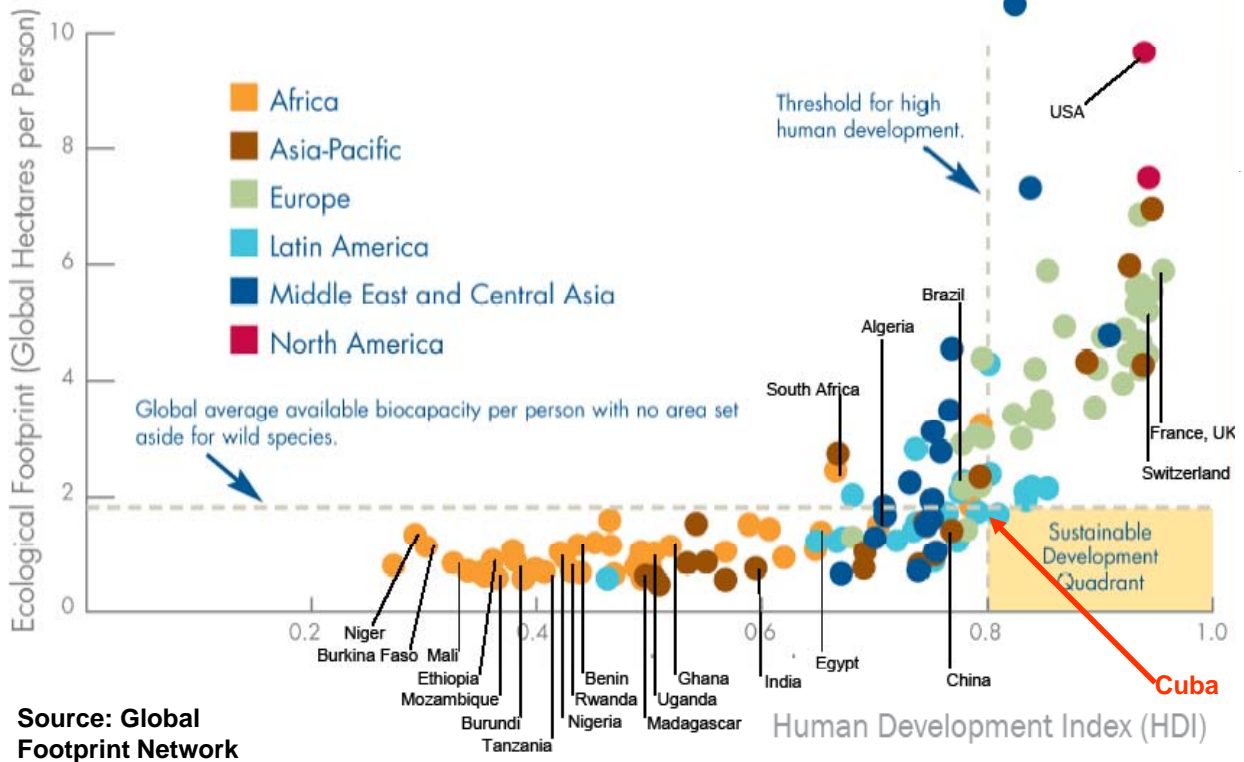 Ecological Footprint (Global Hectares per Person)
10
8
6
4
2
0
Africa
Asia-Pacific
Europe
Latin America
Middle East and Central Asia
North America
Threshold for high
human development.
USA
Brazil
Algeria
South Africa
Global average available biocapacity per person with no area set
aside for wild species.
France, UK
Switzerland
Sustainable
Development
Quadrant
0.2
0.4
0.6
0.8
1.0
Niger
Burkina Faso
Mali
Ethiopia
Mozambique
Burundi
Tanzania
Benin
Rwanda
Nigeria
Ghana
Uganda
Madagascar
India
Egypt
China
Cuba
Human Development Index (HDI)
Source: Global
Footprint Network